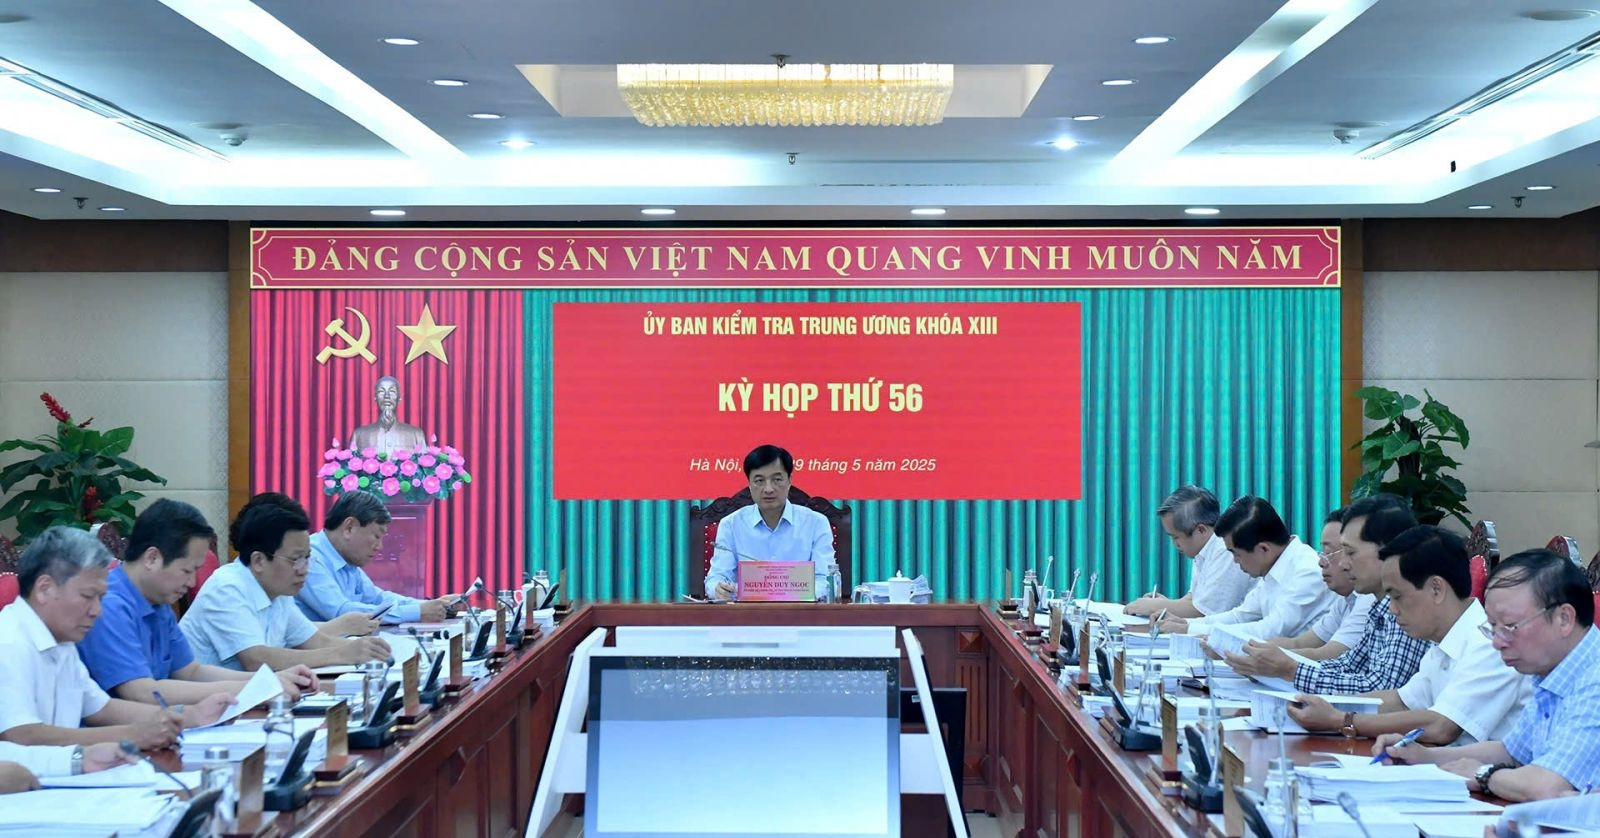 ĐẢNG CỘNG SẢN VIỆT NAM QUANG VINH MUÔN NĂM
ỦY BAN KIỂM TRA TRUNG ƯƠNG KHÓA XIII
KỲ HỌP THỨ 56
Hà Nội, 9 tháng 5 năm 2025
ĐỒNG CHÍ
NGUYỄN DUY NGỌC